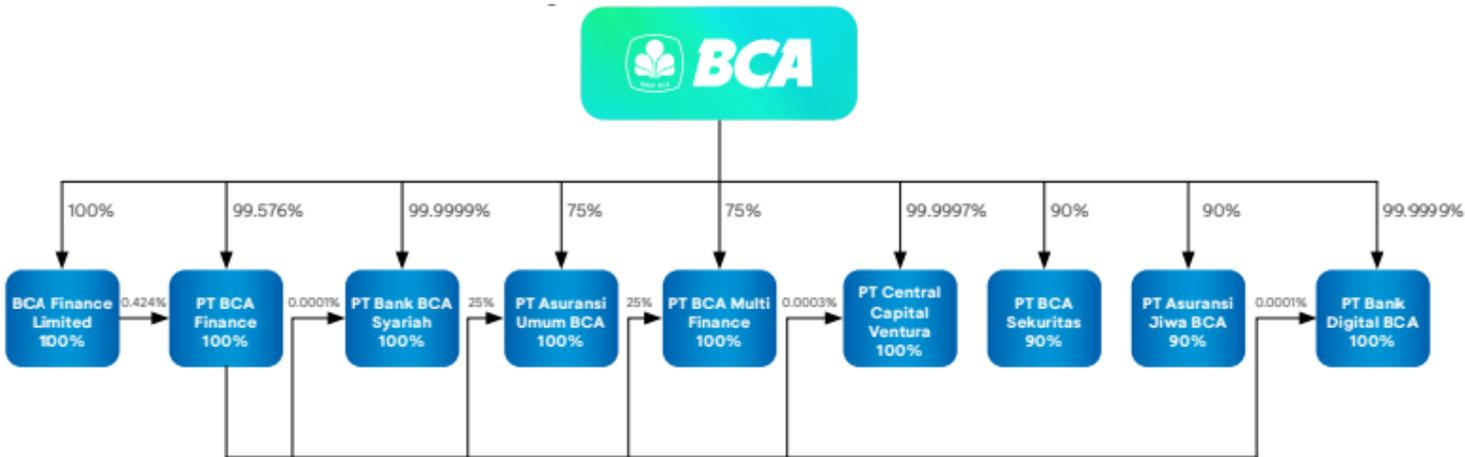 BCA
100%
99.576%
99.9999%
75%
75%
99.9997%
90%
90%
99.9999%
BCA Finance
Limited
100%
0.424%
PT BCA
Finance
100%
0.0001%
PT Bank BCA
Syariah
100%
25%
PT Asuransi
Umum BCA
100%
25%
PT BCA Multi
Finance
100%
0.0003%
PT Central
Capital
Ventura
100%
PT BCA
Sekuritas
90%
PT Asuransi
Jiwa BCA
90%
0.0001%
PT Bank
Digital BCA
100%